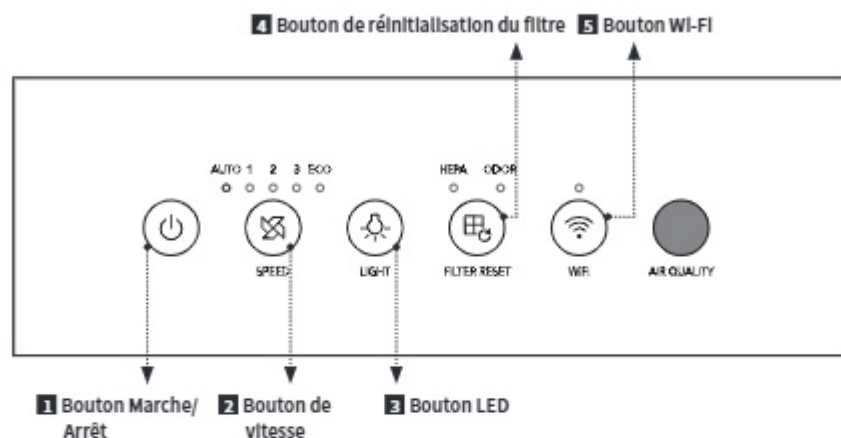 4 Bouton de réinitialisation du filtre 5 Bouton Wi-Fi
AUTO 1 2 3 ECO HEPA ODOR
SPEED LIGHT FILTER RESET WIFI AIR QUALITY
1 Bouton Marche/ 2 Bouton de 3 Bouton LED
Arrêt vitesse